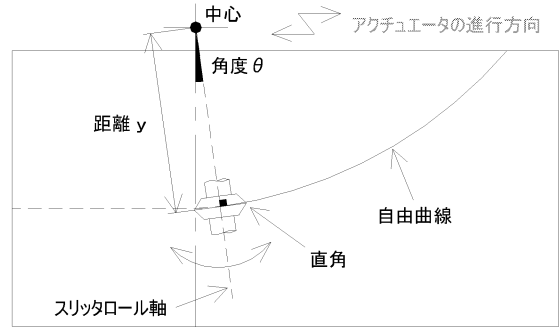 中心
アクチュエータの進行方向
角度θ
距離y
自由曲線
直角
スリッタロール軸